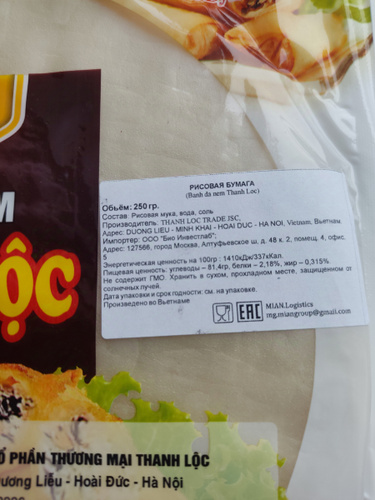 M
ỘC
РИСОВАЯ БУМАГА
(Banh da nem Thanh Loc)
Обьём: 250 гр.
Состав: Рисовая мука, вода, соль
Производитель: THANH LOC TRADE JSC,
Адрес: DUONG LIEU - MINH KHAI - HOAI DUC - HA NOI, Vietnam, Вьетнам.
Импортер: ООО "Био Инвестлаб";
Адрес: 127566, город Москва, Алтуфьевское ш, д. 48 к. 2, помещ. 4, офис.
5
Энергетическая ценность на 100гр : 1410кДж337кКал.
Пищевая ценность: углеводы – 81,4гр, белки – 2,18%, жир – 0,315%
Не содержит ГМО. Хранить в сухом, прохладном месте, защищённом от
солнечных лучей.
Дата упаковки и срок годности: см. на упаковке.
Произведено во Вьетнаме
EAC
MIAN.Logistics
mg.miangroup@gmail.com
Ổ PHẦN THƯƠNG MẠI THANH LỘC
ương Liễu - Hoài Đức - Hà Nội